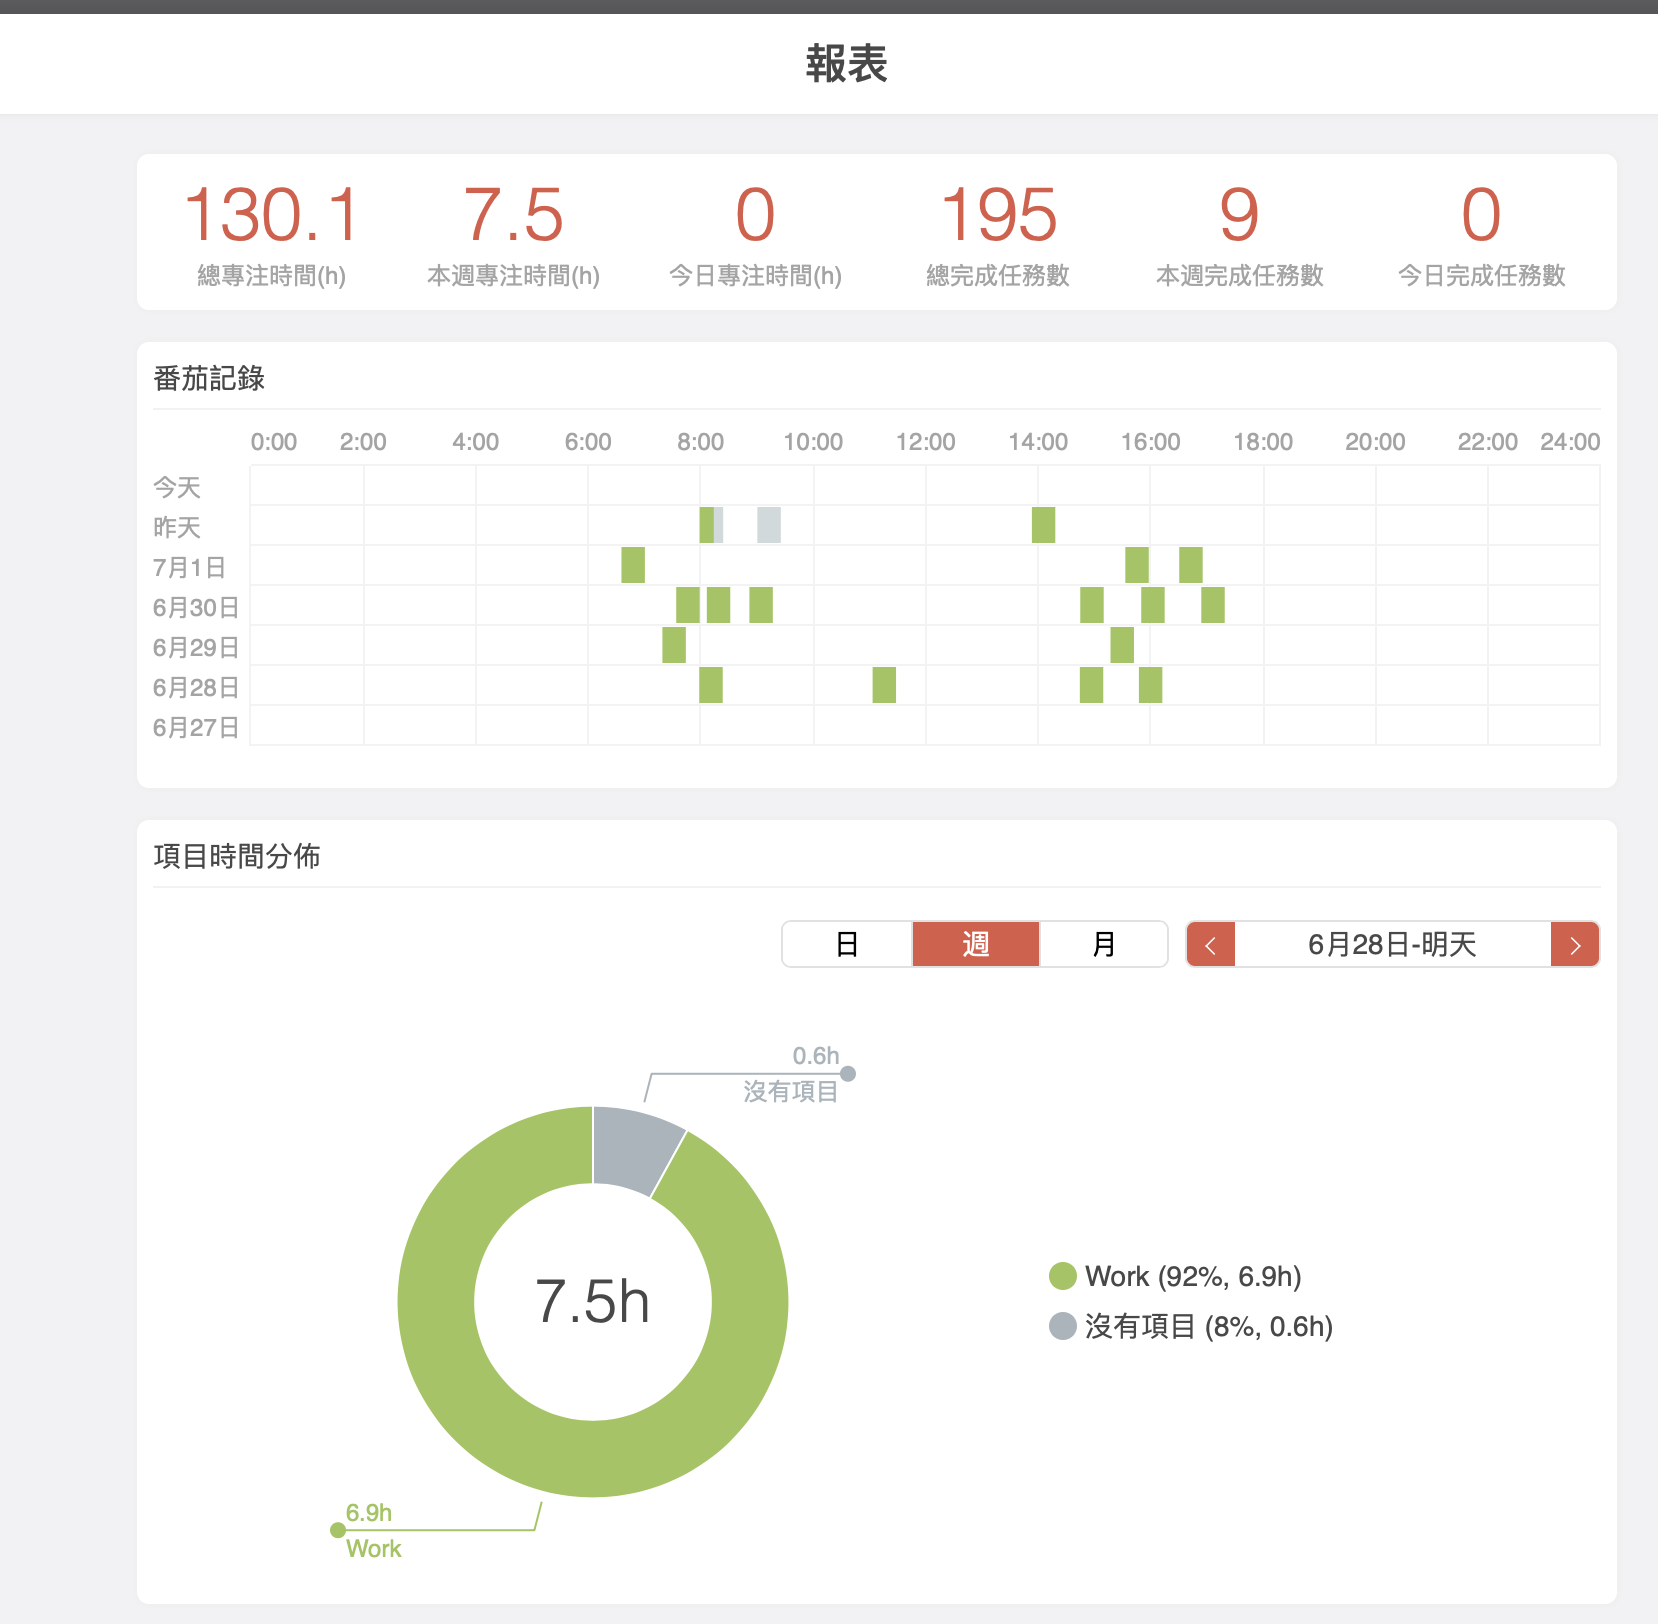 報表
130.1 7.5 0 195 9 0
總專注時間(h) 本週專注時間(h) 今日專注時間(h) 總完成任務數 本週完成任務數 今日完成任務數
番茄記錄
0:00 2:00 4:00 6:00 8:00 10:00 12:00 14:00 16:00 18:00 20:00 22:00 24:00
今天
昨天
7月1日
6月30日
6月29日
6月28日
6月27日
項目時間分佈
日 週 月 < 6月28日-明天 >
0.6h
沒有項目
7.5h
Work (92%, 6.9h)
沒有項目 (8%, 0.6h)
6.9h
Work